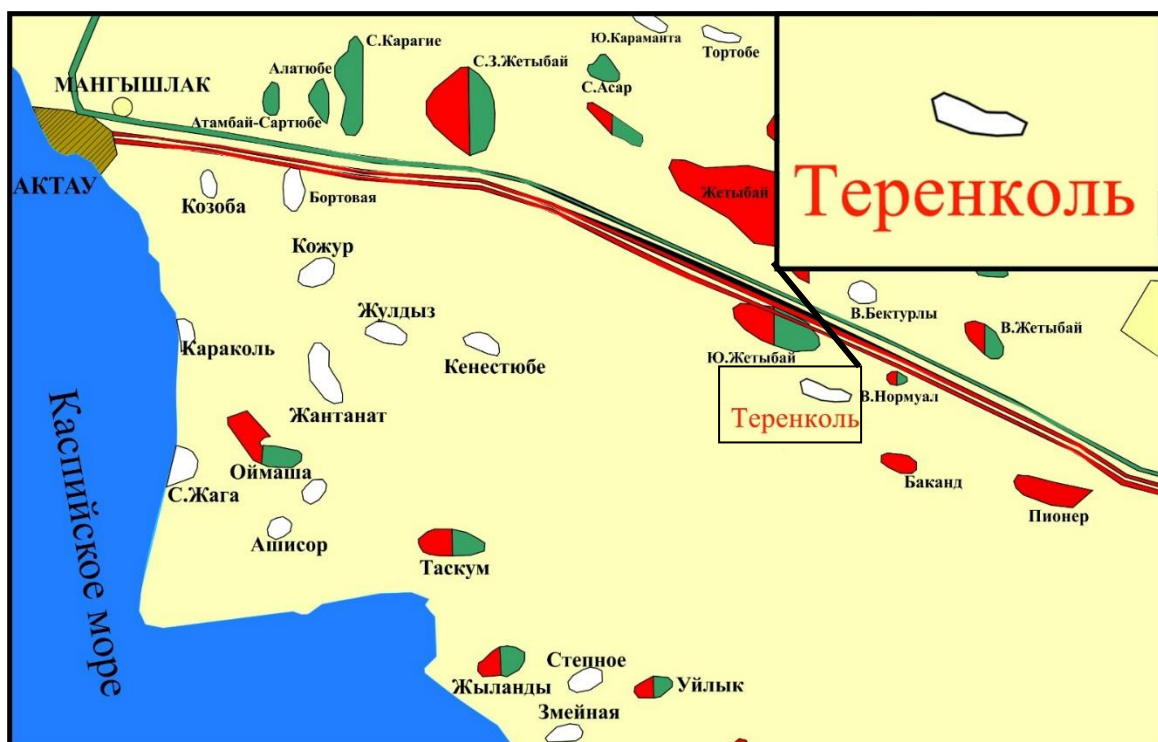 С.Карагие
Ю.Караманта
Тортобе
Алатюбе
С.З.Жетыбай
МАНГЫШЛАК
С.Асар
Атамбай-Сартюбе
Теренколь
АКТАУ
Жетыбай
Козоба
Бортовая
Кожур
В.Бектурлы
Жулдыз
В.Жетыбай
Караколь
Кенестюбе
Ю.Жетыбай
В.Нормуал
Жантанат
Теренколь
Каспийское море
Оймаша
С.Жага
Баканд
Пионер
Ашисор
Таскум
Степное
Жыланды
Уйлык
Змейная